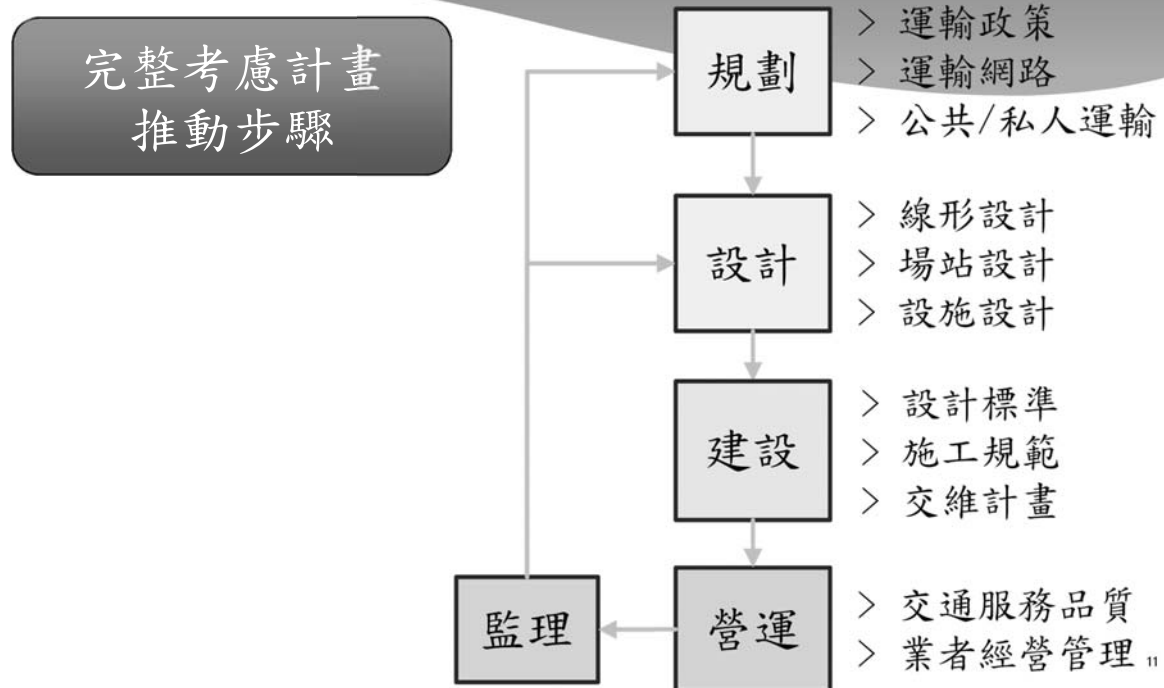 完整考慮計畫
推動步驟
規劃
> 運輸政策
> 運輸網路
> 公共/私人運輸
設計
> 線形設計
> 場站設計
> 設施設計
建設
> 設計標準
> 施工規範
> 交維計畫
監理
營運
> 交通服務品質
> 業者經營管理
11